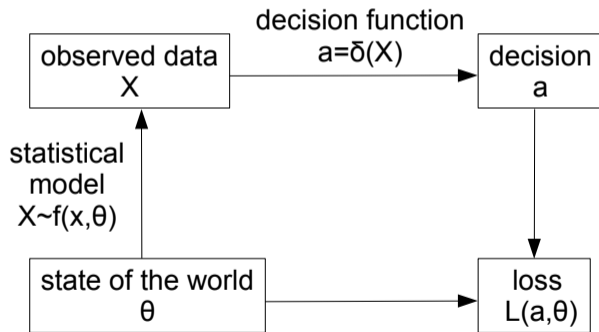 decision function
a=δ(X)
observed data
X
decision
a
statistical
model
X~f(x,θ)
state of the world
θ
loss
L(a,θ)